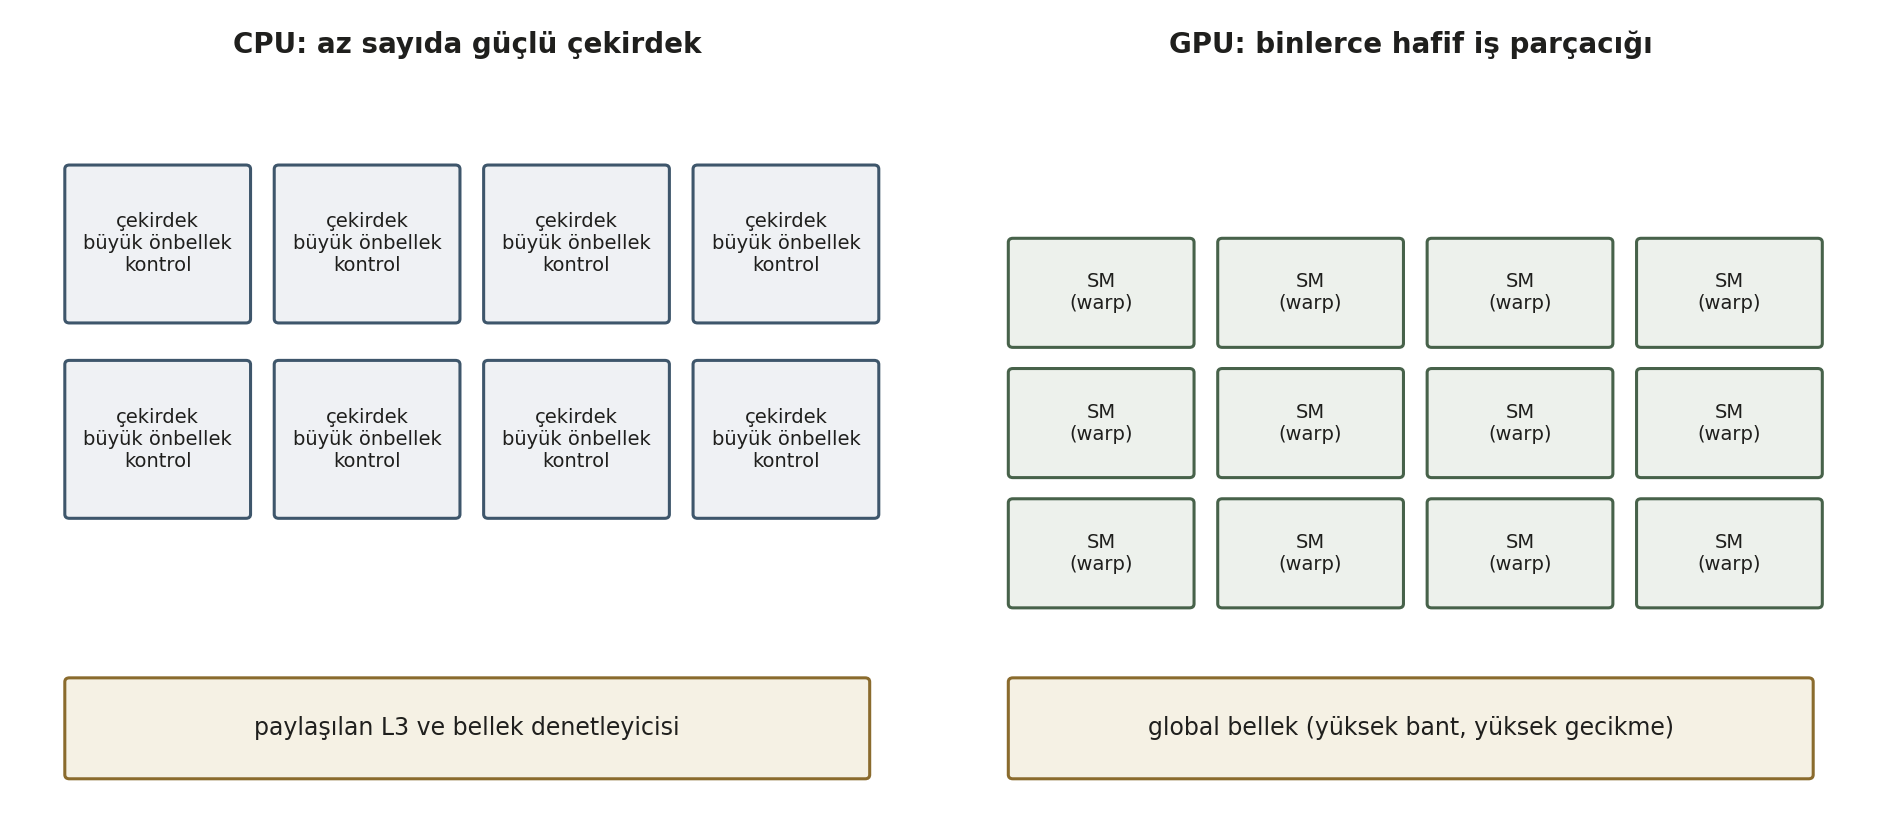 CPU: az sayıda güçlü çekirdek
çekirdek
büyük önbellek
kontrol
çekirdek
büyük önbellek
kontrol
çekirdek
büyük önbellek
kontrol
çekirdek
büyük önbellek
kontrol
çekirdek
büyük önbellek
kontrol
çekirdek
büyük önbellek
kontrol
çekirdek
büyük önbellek
kontrol
çekirdek
büyük önbellek
kontrol
paylaşılan L3 ve bellek denetleyicisi
GPU: binlerce hafif iş parçacığı
SM
(warp)
SM
(warp)
SM
(warp)
SM
(warp)
SM
(warp)
SM
(warp)
SM
(warp)
SM
(warp)
SM
(warp)
SM
(warp)
SM
(warp)
SM
(warp)
global bellek (yüksek bant, yüksek gecikme)